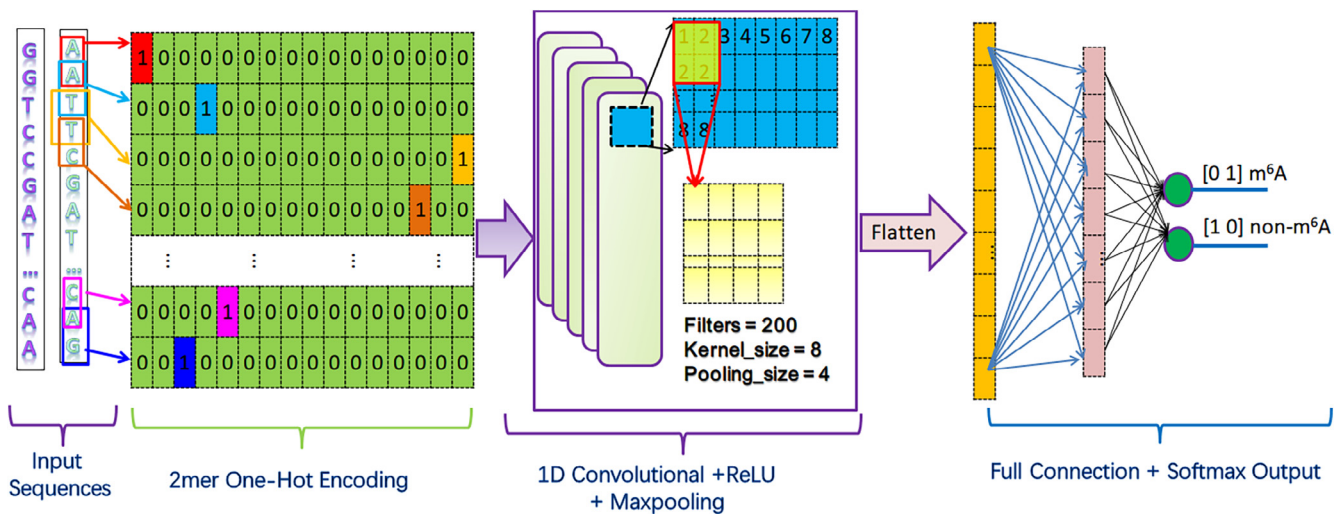 GGTCCGAT...CAA
AATTCGAT...CAG
1 0 0 0 0 0 0 0 0 0 0 0 0 0 0 0
0 0 0 1 0 0 0 0 0 0 0 0 0 0 0 0
0 0 0 0 0 0 0 0 0 0 0 0 0 0 0 1
0 0 0 0 0 0 0 0 0 0 0 0 0 1 0 0
⋮ ⋮ ⋮ ⋮
0 0 0 0 1 0 0 0 0 0 0 0 0 0 0 0
0 0 1 0 0 0 0 0 0 0 0 0 0 0 0 0
1 2 3 4 5 6 7 8
2 2
⋮ ⋮
8 8
Filters = 200
Kernel_size = 8
Pooling_size = 4
Flatten
[0 1] m⁶A
[1 0] non-m⁶A
Input
Sequences
2mer One-Hot Encoding
1D Convolutional +ReLU
+ Maxpooling
Full Connection + Softmax Output